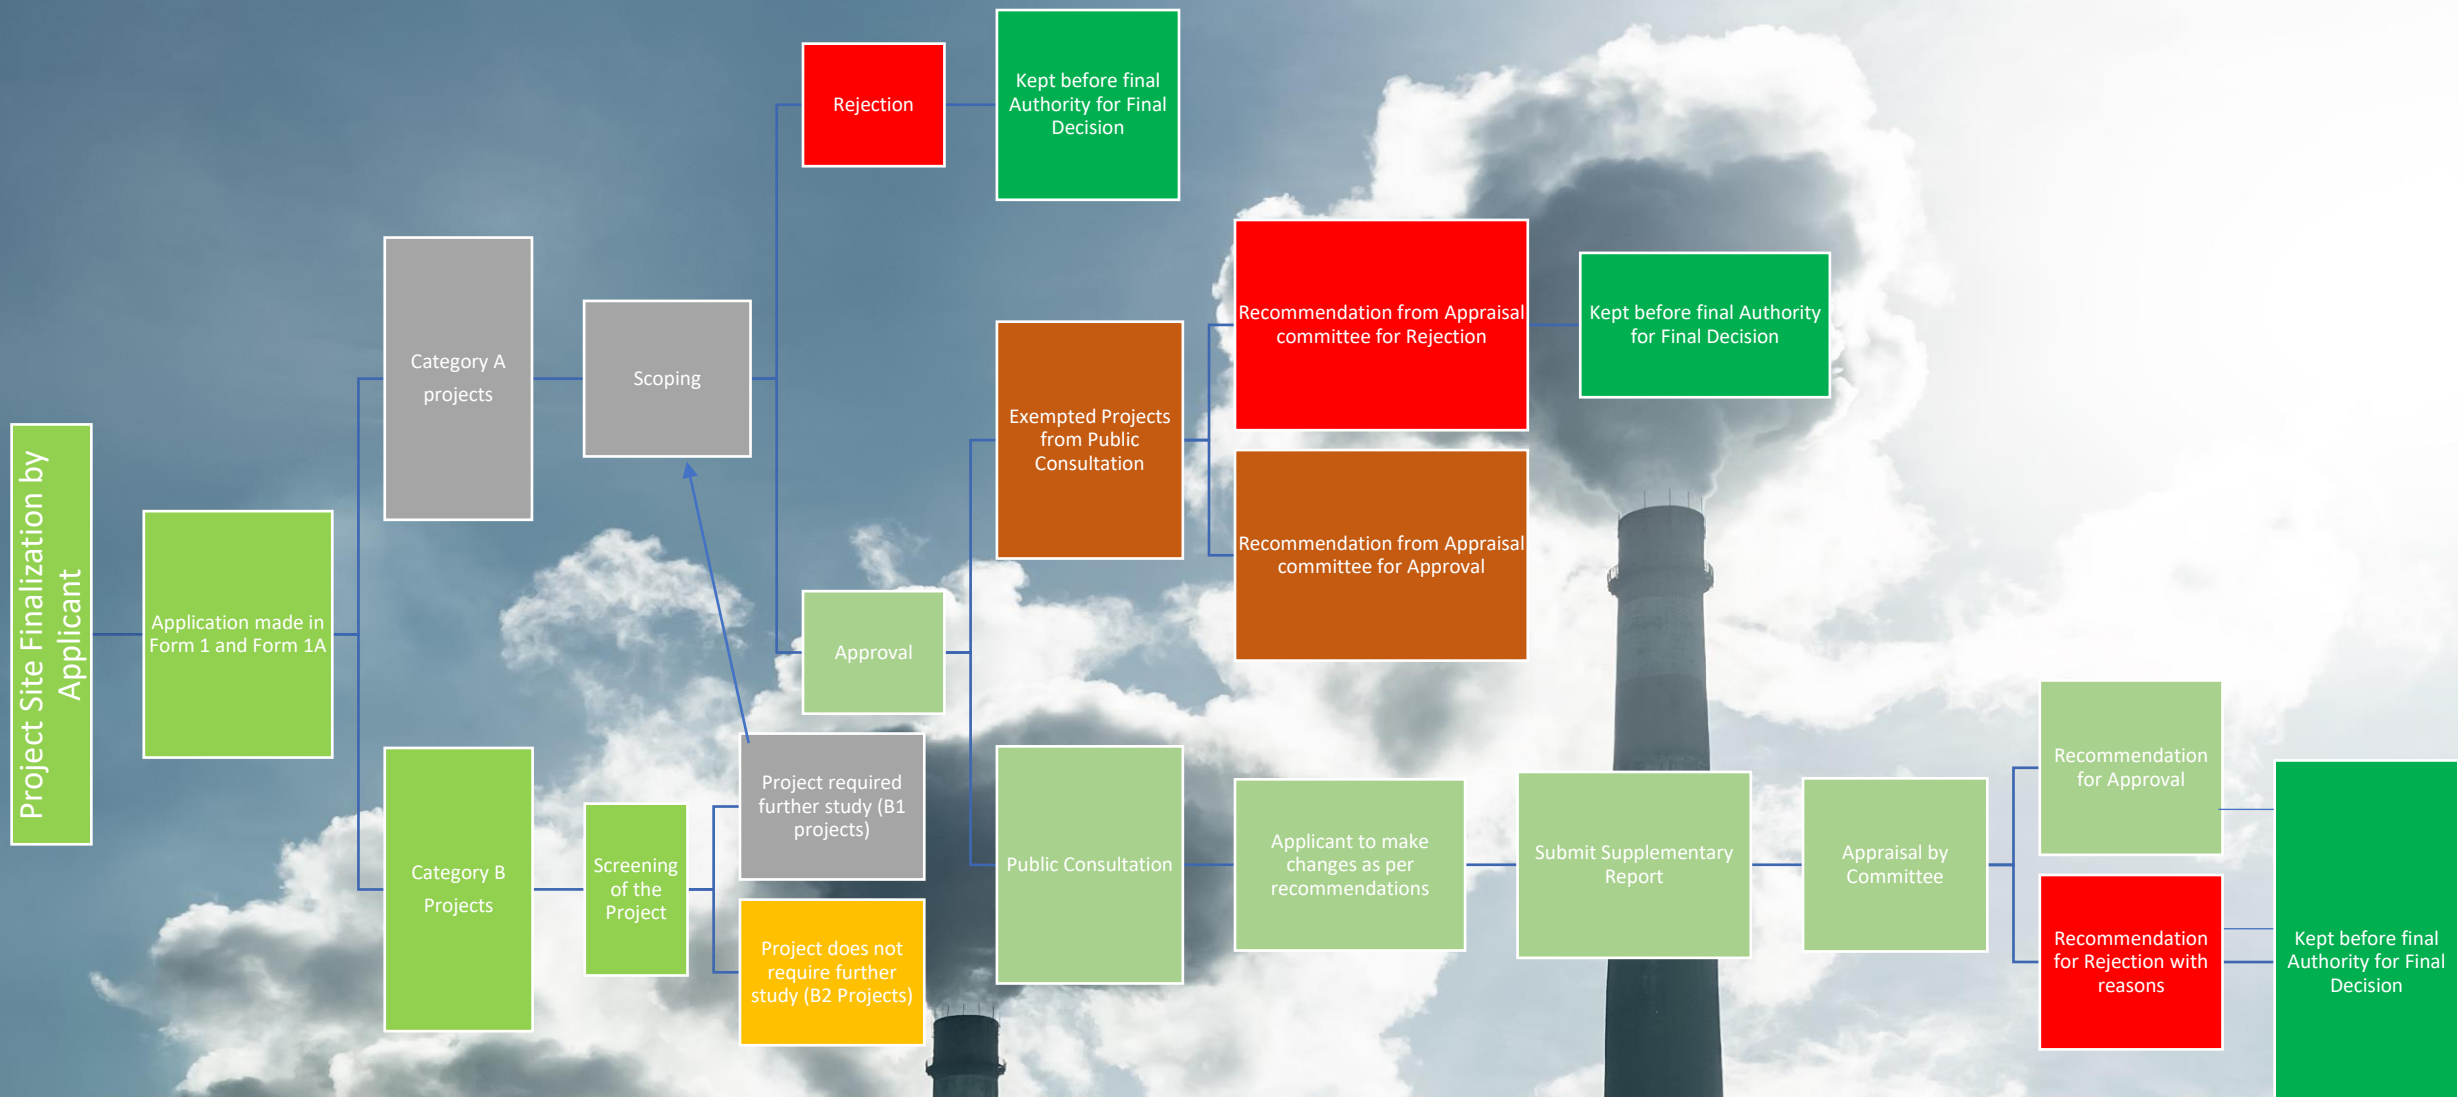 Project Site Finalization by
Applicant
Application made in
Form 1 and Form 1A
Category A
projects
Scoping
Rejection
Kept before final
Authority for Final
Decision
Approval
Exempted Projects
from Public
Consultation
Recommendation from Appraisal
committee for Rejection
Kept before final Authority
for Final Decision
Recommendation from Appraisal
committee for Approval
Public Consultation
Applicant to make
changes as per
recommendations
Submit Supplementary
Report
Appraisal by
Committee
Recommendation
for Approval
Recommendation
for Rejection with
reasons
Kept before final
Authority for Final
Decision
Category B
Projects
Screening
of the
Project
Project required
further study (B1
projects)
Project does not
require further
study (B2 Projects)